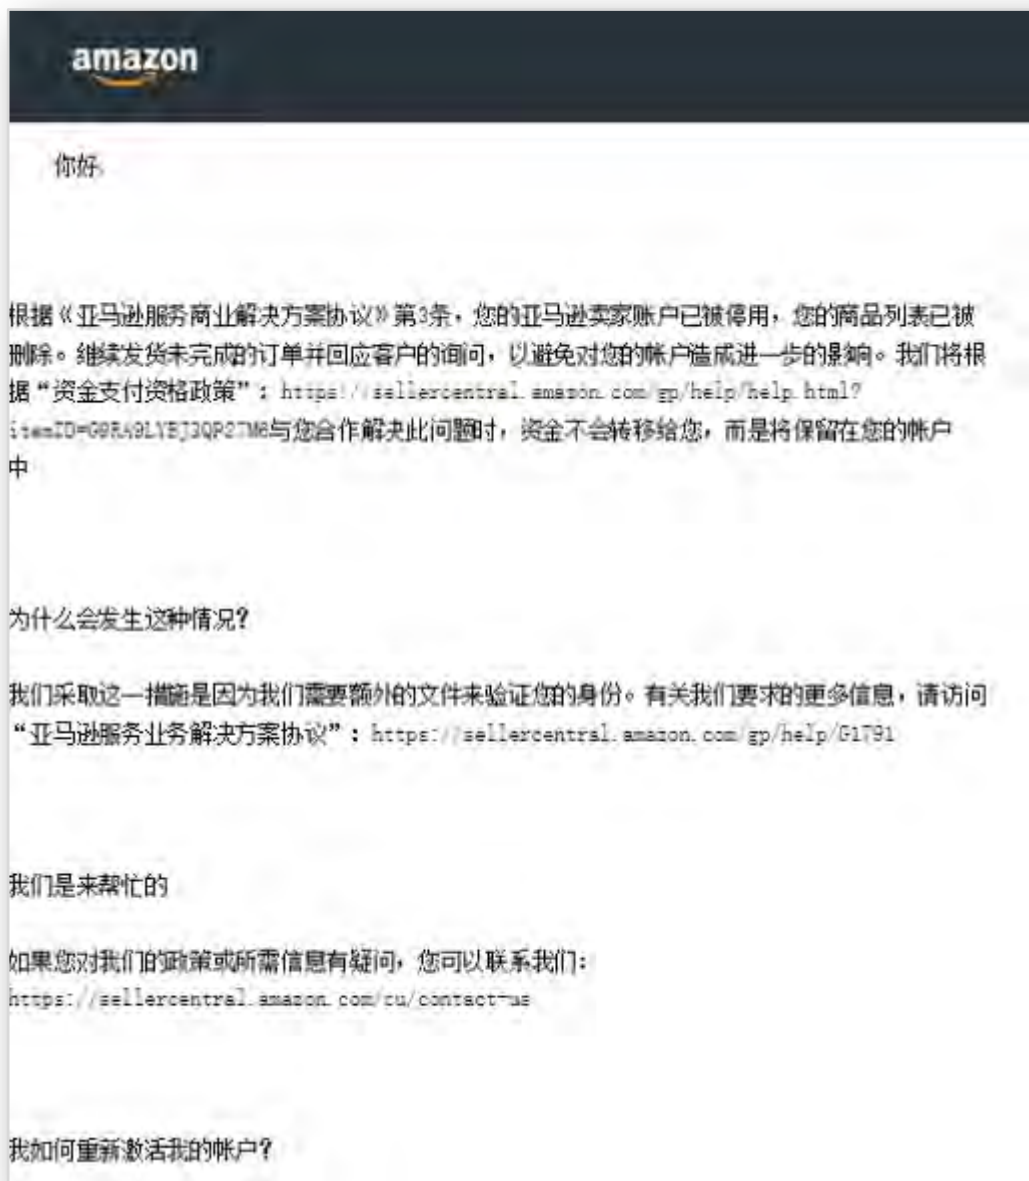 amazon
你好,
根据《亚马逊服务商业解决方案协议》第3条，您的亚马逊卖家账户已被停用，您的商品列表已被
删除。继续发货未完成的订单并回应客户的询问，以避免对您的帐户造成进一步的影响。我们将根
据“资金支付资格政策”：https://sellercentral.amazon.com/gp/help/help.html?
与您合作解决此问题时，资金不会转移给您，而是将保留在您的帐户
中
为什么会发生这种情况?
我们采取这一措施是因为我们需要额外的文件来验证您的身份。有关我们要求的更多信息，请访问
“亚马逊服务业务解决方案协议”：https://sellercentral.amazon.com/gp/help/G1791
我们是来帮忙的
如果您对我们的政策或所需信息有疑问，您可以联系我们：
https://sellercentral.amazon.com/cu/contact-us
我如何重新激活我的帐户?